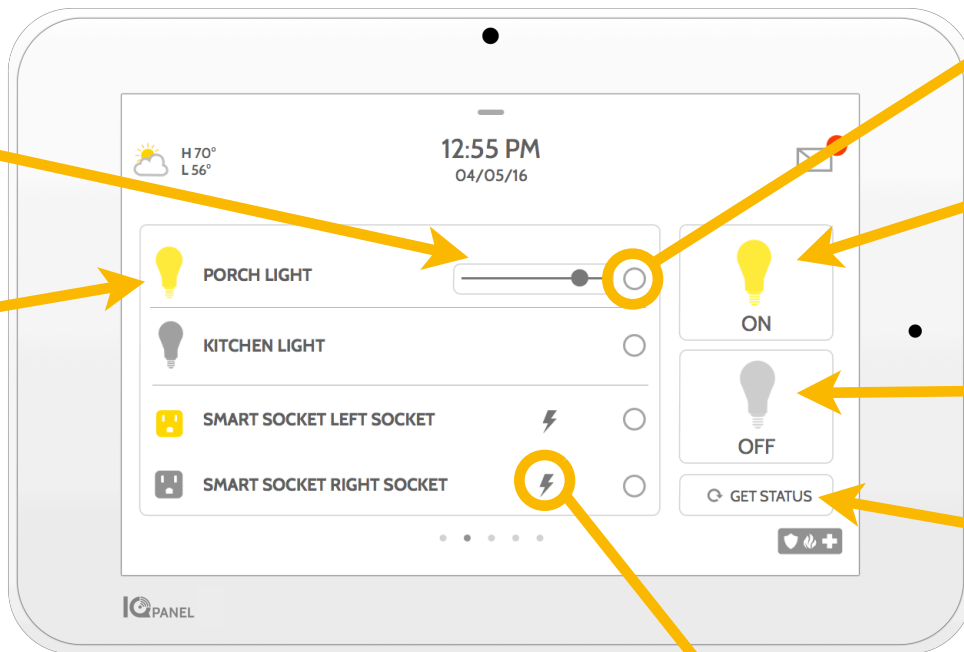 H 70°
L 56°
12:55 PM
04/05/16
PORCH LIGHT
KITCHEN LIGHT
SMART SOCKET LEFT SOCKET
SMART SOCKET RIGHT SOCKET
ON
OFF
GET STATUS
IQ PANEL